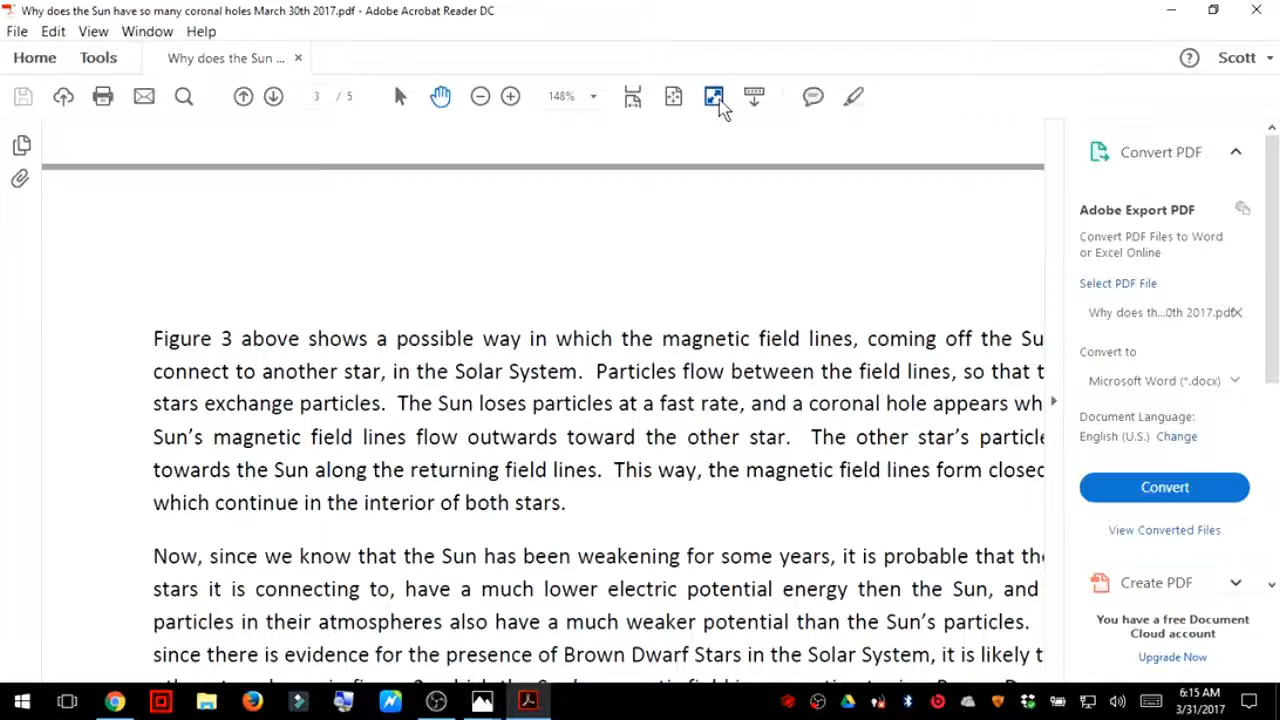 Why does the Sun have so many coronal holes March 30th 2017.pdf - Adobe Acrobat Reader DC
File Edit View Window Help
Home Tools Why does the Sun ... × ? Scott
3 / 5 148%
Convert PDF
Adobe Export PDF
Convert PDF Files to Word
or Excel Online
Select PDF File
Why does th...0th 2017.pdf
Convert to
Microsoft Word (*.docx)
Document Language:
English (U.S.) Change
Convert
View Converted Files
Create PDF
You have a free Document
Cloud account
Upgrade Now
Figure 3 above shows a possible way in which the magnetic field lines, coming off the Su
connect to another star, in the Solar System. Particles flow between the field lines, so that t
stars exchange particles. The Sun loses particles at a fast rate, and a coronal hole appears wh
Sun's magnetic field lines flow outwards toward the other star. The other star's particle
towards the Sun along the returning field lines. This way, the magnetic field lines form closed
which continue in the interior of both stars.
Now, since we know that the Sun has been weakening for some years, it is probable that the
stars it is connecting to, have a much lower electric potential energy then the Sun, and
particles in their atmospheres also have a much weaker potential than the Sun's particles.
since there is evidence for the presence of Brown Dwarf Stars in the Solar System, it is likely t
6:15 AM
3/31/2017